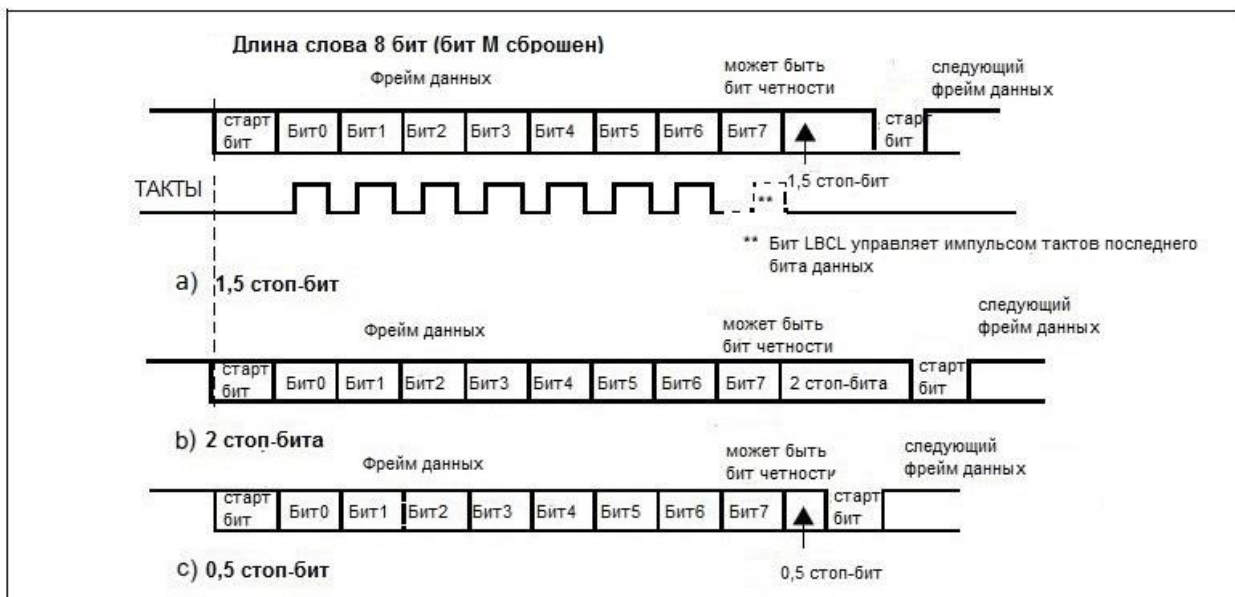 Длина слова 8 бит (бит М сброшен)
Фрейм данных
может быть
бит четности
следующий
фрейм данных
старт
бит
Бит0
Бит1
Бит2
Бит3
Бит4
Бит5
Бит6
Бит7
старт
бит
ТАКТЫ
1,5 стоп-бит
**
** Бит LBCL управляет импульсом тактов последнего
бита данных
a) 1,5 стоп-бит
Фрейм данных
может быть
бит четности
следующий
фрейм данных
старт
бит
Бит0
Бит1
Бит2
Бит3
Бит4
Бит5
Бит6
Бит7
2 стоп-бита
старт
бит
b) 2 стоп-бита
Фрейм данных
может быть
бит четности
следующий
фрейм данных
старт
бит
Бит0
Бит1
Бит2
Бит3
Бит4
Бит5
Бит6
Бит7
старт
бит
0,5 стоп-бит
c) 0,5 стоп-бит